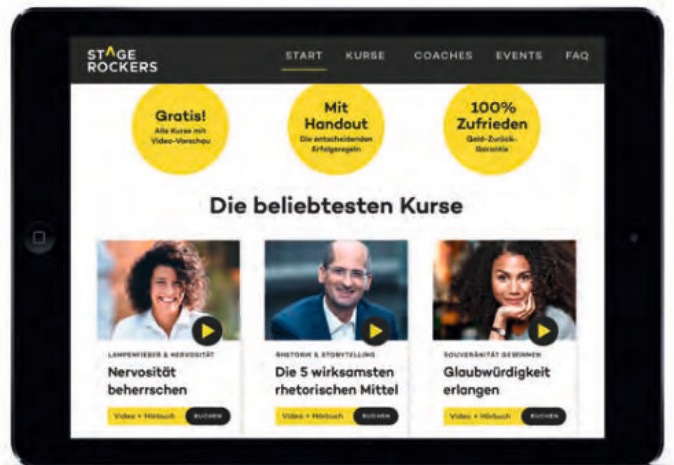 STAGE
ROCKERS
START KURSE COACHES EVENTS FAQ
Gratis!
Alle Kurse mit
Video-Vorschau
Mit
Handout
Die entscheidenden
Erfolgsregeln
100%
Zufrieden
Geld-Zurück-
Garantie
Die beliebtesten Kurse
LAMPENFIEBER & NERVOSITÄT
Nervosität
beherrschen
Video + Hörbuch BUCHEN
RHETORIK & STORYTELLING
Die 5 wirksamsten
rhetorischen Mittel
Video + Hörbuch BUCHEN
SOUVERÄNITÄT GEWINNEN
Glaubwürdigkeit
erlangen
Video + Hörbuch BUCHEN